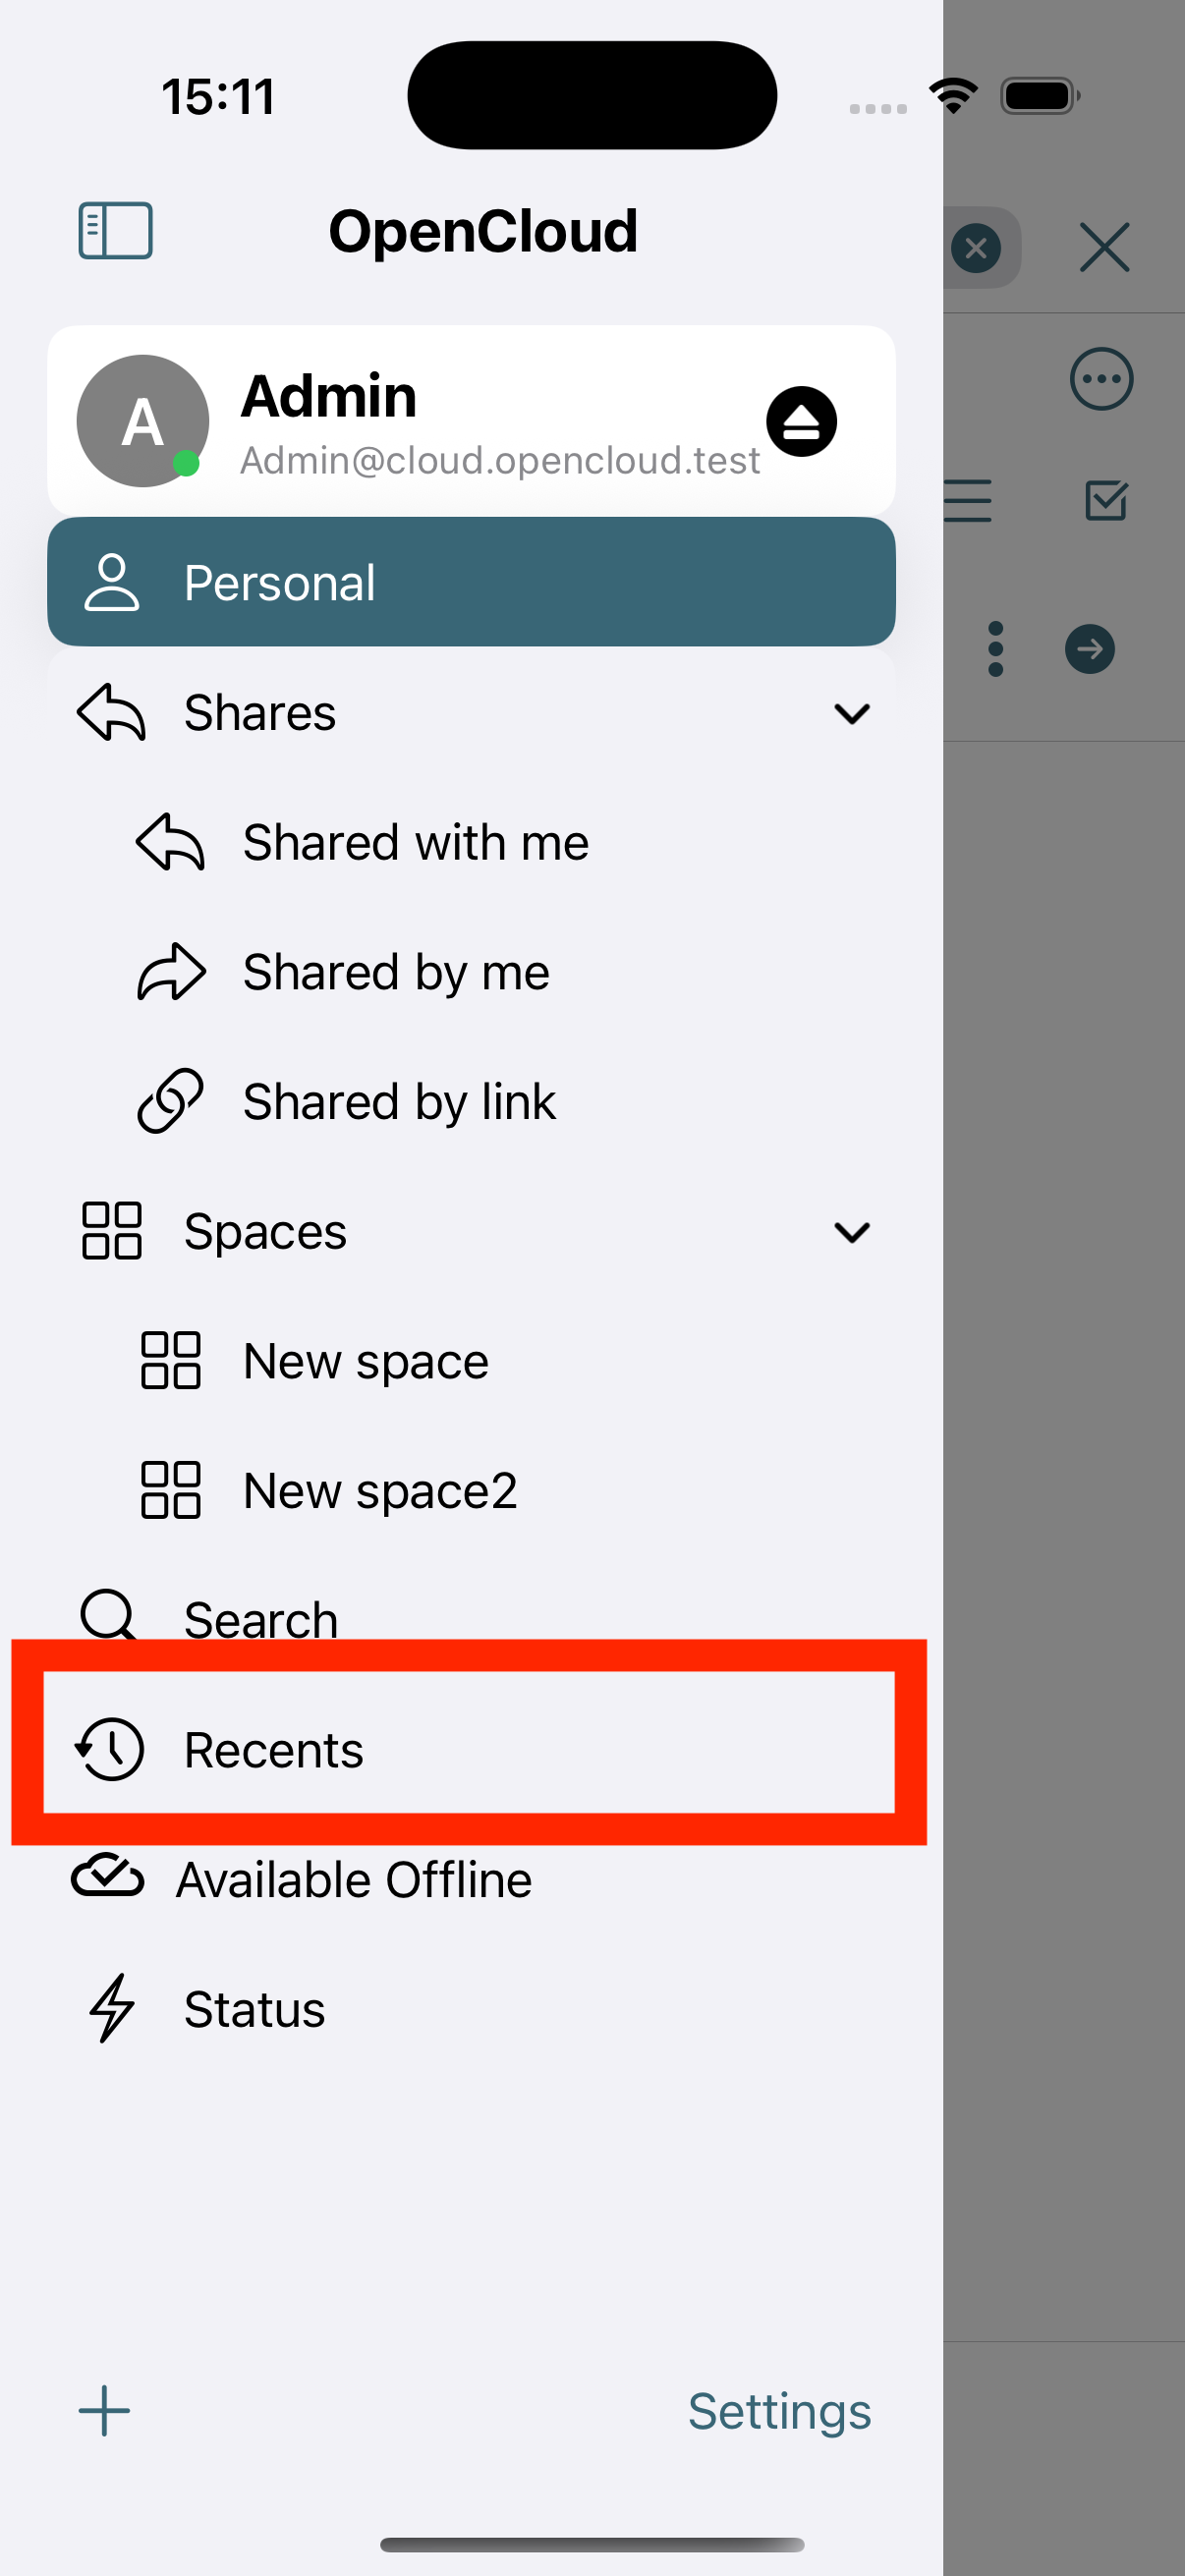 15:11
OpenCloud
A
Admin
Admin@cloud.opencloud.test
Personal
Shares
Shared with me
Shared by me
Shared by link
Spaces
New space
New space2
Search
Recents
Available Offline
Status
Settings